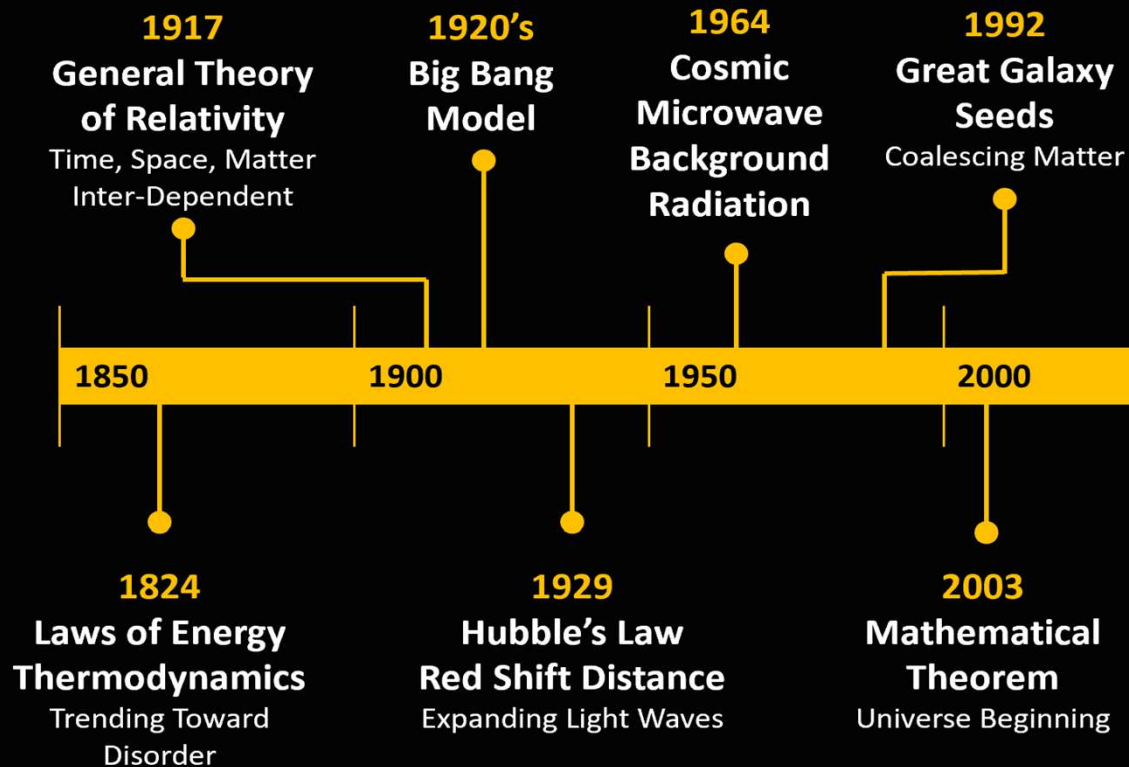 1917
General Theory
of Relativity
Time, Space, Matter
Inter-Dependent
1920's
Big Bang
Model
1964
Cosmic
Microwave
Background
Radiation
1992
Great Galaxy
Seeds
Coalescing Matter
1850
1900
1950
2000
1824
Laws of Energy
Thermodynamics
Trending Toward
Disorder
1929
Hubble's Law
Red Shift Distance
Expanding Light Waves
2003
Mathematical
Theorem
Universe Beginning